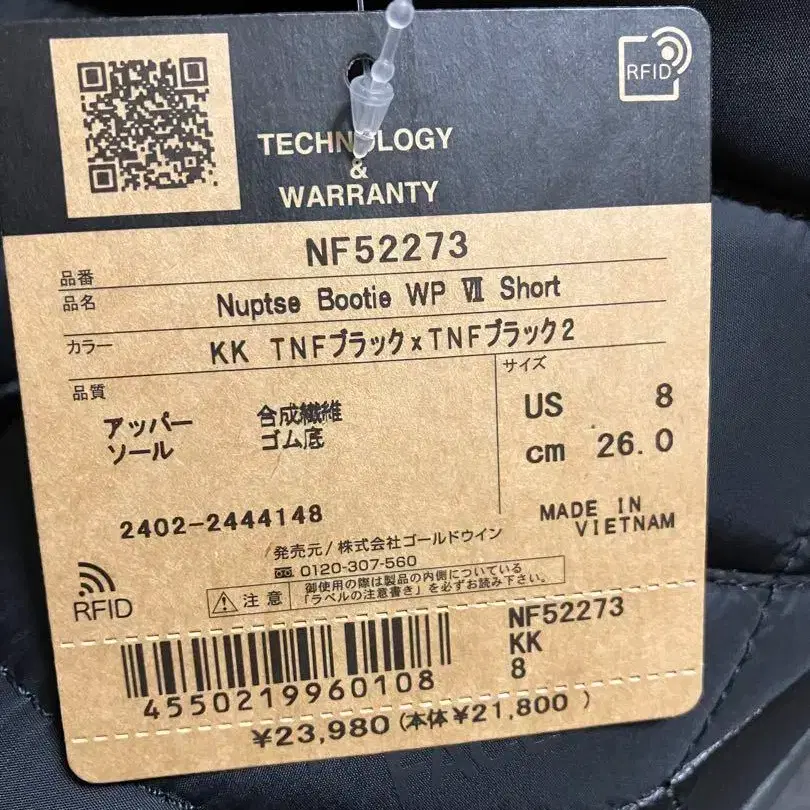 RFID
TECHNOLOGY
&
WARRANTY
品番 NF52273
品名 Nuptse Bootie WP Ⅶ Short
カラー KK TNFブラック×TNFブラック2
品質
アッパー 合成繊維
ソール ゴム底
サイズ
US 8
cm 26.0
2402-2444148
MADE IN
VIETNAM
発売元/株式会社ゴールドウイン
0120-307-560
RFID
注意 御使用の際は製品の内側についている
「ラベルの注意書き」を必ずお読み下さい。
NF52273
KK
8
4550219960108
¥23,980(本体¥21,800 )